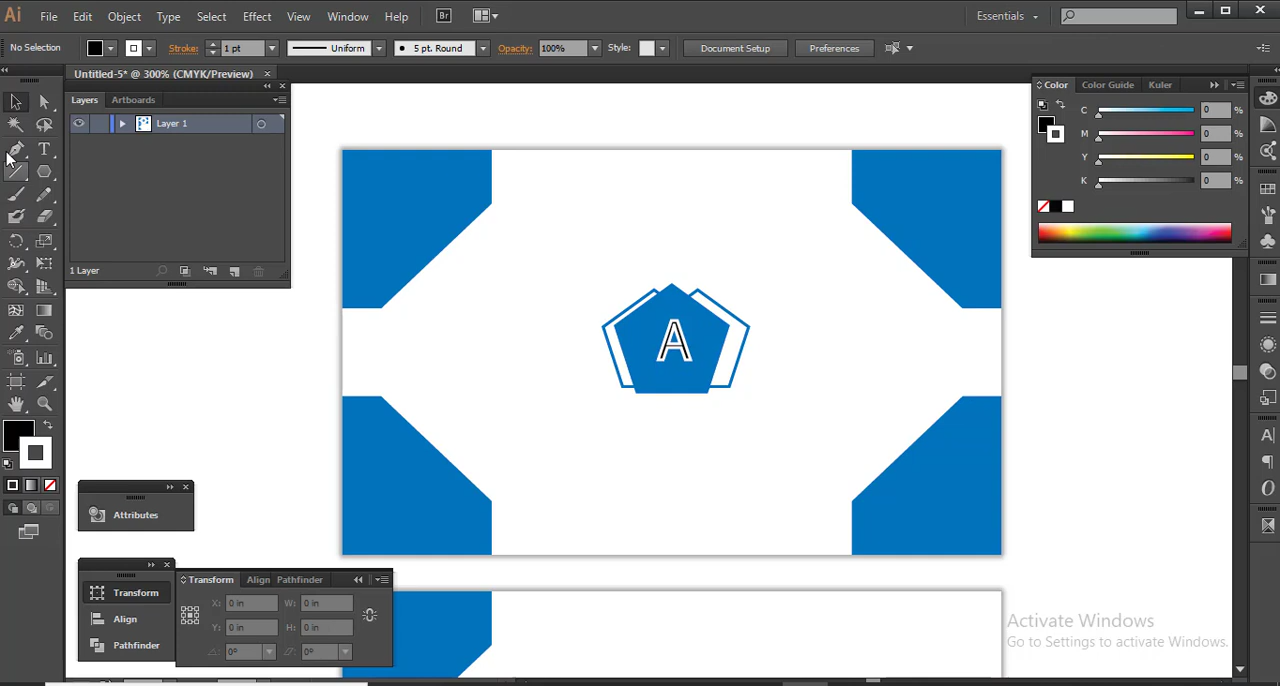 Ai File Edit Object Type Select Effect View Window Help Br Essentials
No Selection Stroke: 1 pt Uniform 5 pt. Round Opacity: 100% Style: Document Setup Preferences
Untitled-5* @ 300% (CMYK/Preview)
Layers Artboards
Layer 1
1 Layer
Color Color Guide Kuler
C 0 %
M 0 %
Y 0 %
K 0 %
A
Attributes
Transform
Align
Pathfinder
Transform Align Pathfinder
X: 0 in W: 0 in
Y: 0 in H: 0 in
0° 0°
Activate Windows
Go to Settings to activate Windows.